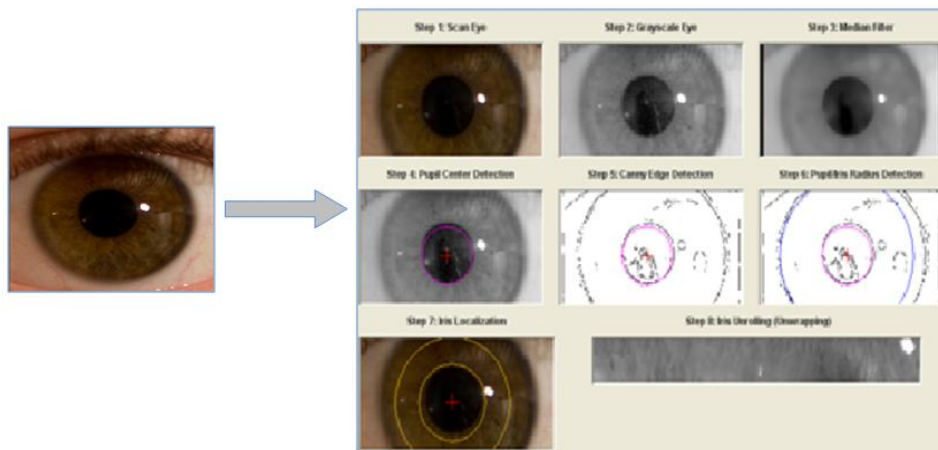 Step 1: Scan Eye
Step 2: Grayscale Eye
Step 3: Median Filter
Step 4: Pupil Center Detection
Step 5: Canny Edge Detection
Step 6: Pupil/Iris Radius Detection
Step 7: Iris Localization
Step 8: Iris Unrolling (Unwrapping)